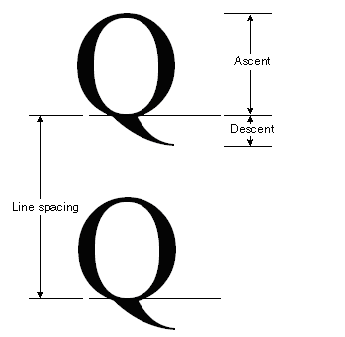 Q
Ascent
Descent
Line spacing
Q